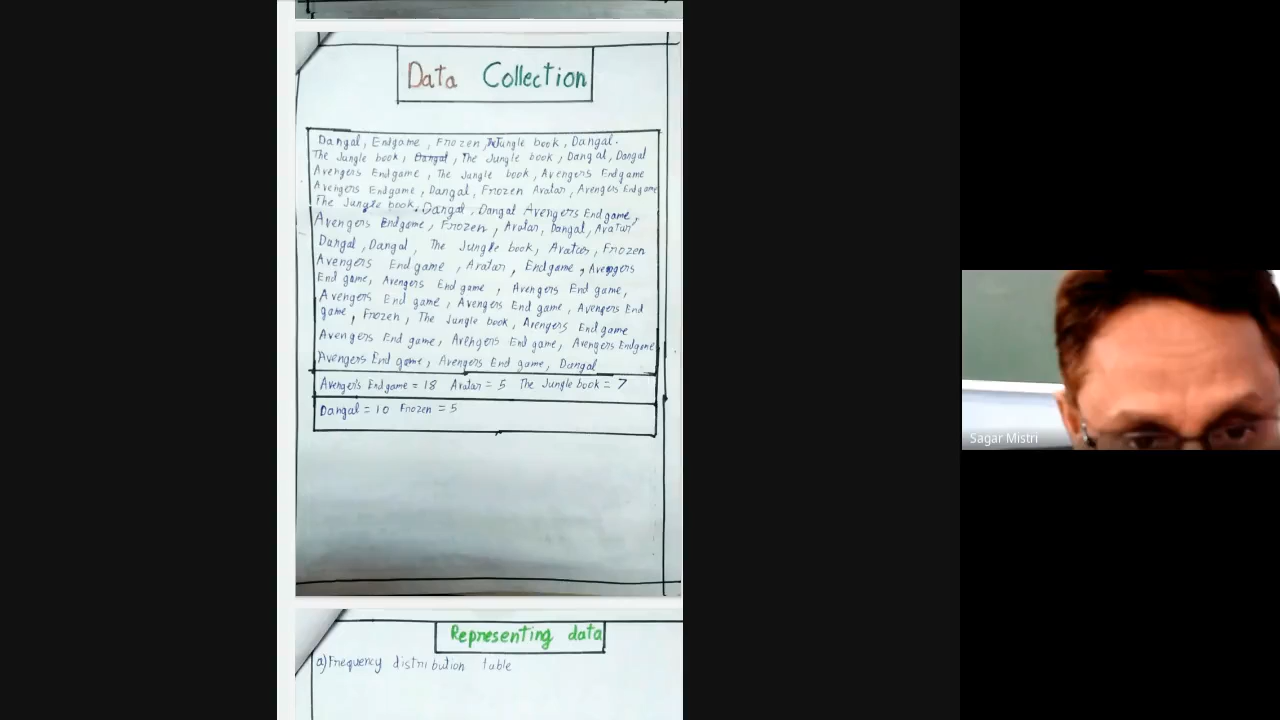 Data Collection
Dangal, Endgame, Frozen, Jungle book, Dangal.
The Jungle book, Dangal, The Jungle book, Dangal, Dangal
Avengers Endgame, The Jungle book, Avengers Endgame
Avengers Endgame, Dangal, Frozen Avatar, Avengers Endgame
The Jungle book, Dangal, Dangal Avengers Endgame,
Avengers Endgame, Frozen, Avatar, Dangal, Avatar
Dangal, Dangal, The Jungle book, Avatar, Frozen
Avengers End game, Avatar, Endgame, Avengers
End game, Avengers End game, Avengers End game,
Avengers End game, Avengers End game, Avengers End
game, Frozen, The Jungle book, Avengers End game
Avengers End game, Avengers End game, Avengers Endgame
Avengers End game, Avengers End game, Dangal
Avengers Endgame = 18 Avatar = 5 The Jungle book = 7
Dangal = 10 Frozen = 5
Representing data
a) Frequency distribution table
Sagar Mistri